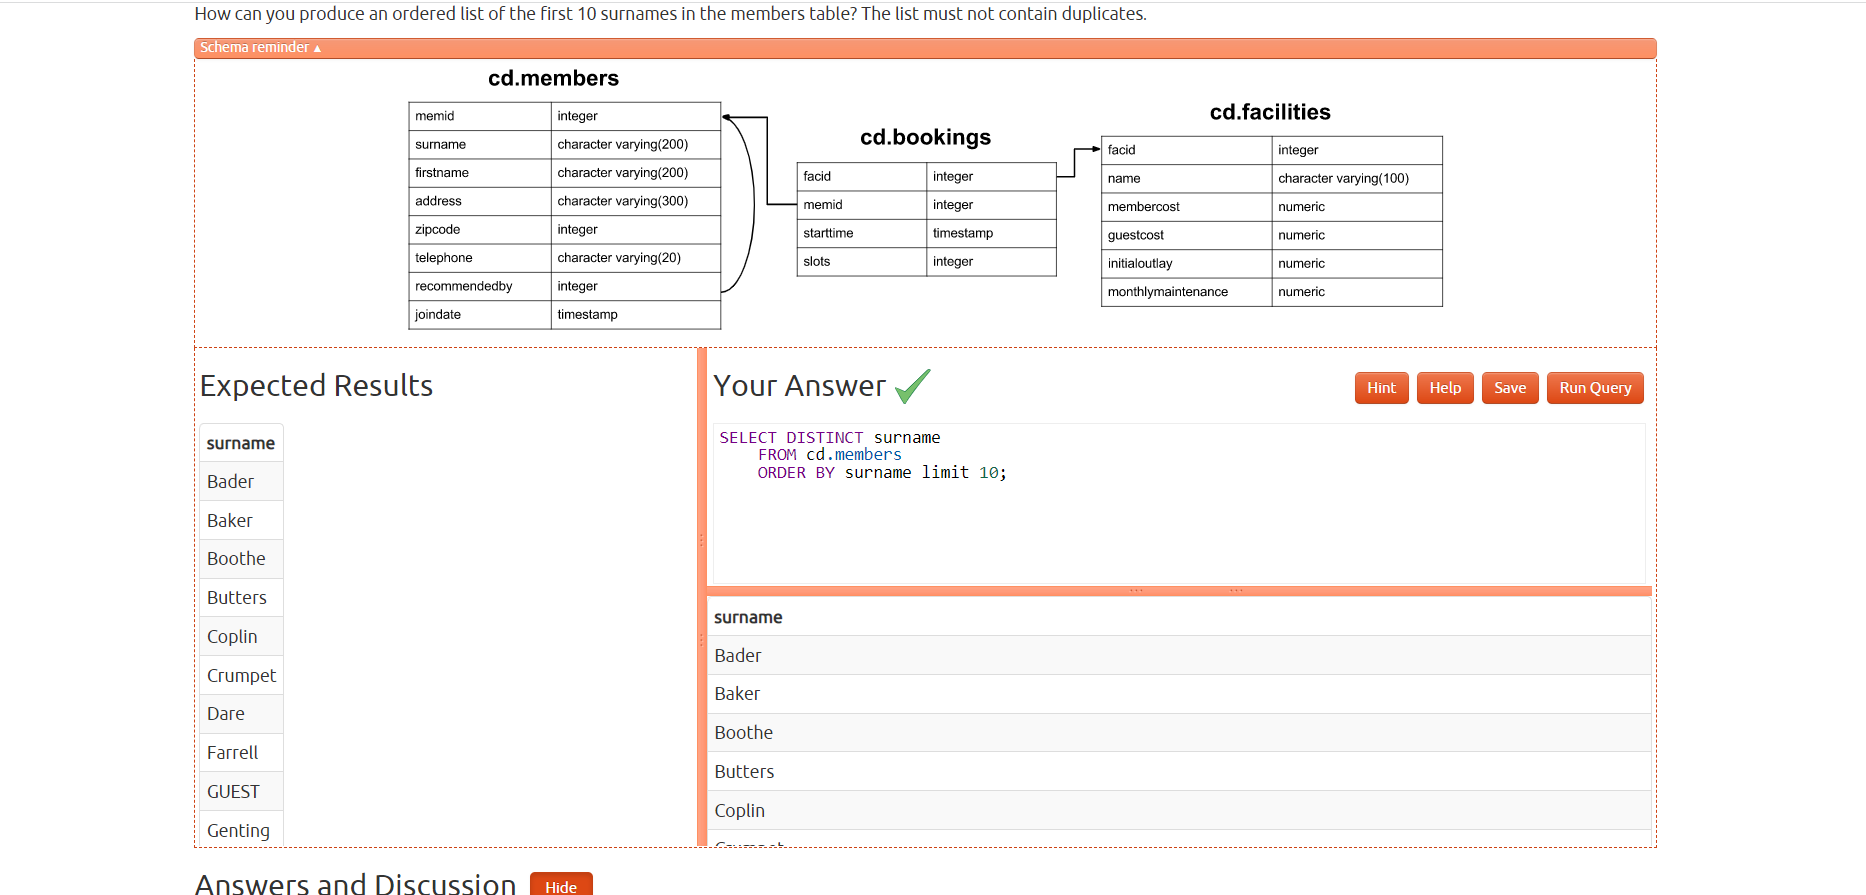 How can you produce an ordered list of the first 10 surnames in the members table? The list must not contain duplicates.
Schema reminder ▲
cd.members
memid integer
surname character varying(200)
firstname character varying(200)
address character varying(300)
zipcode integer
telephone character varying(20)
recommendedby integer
joindate timestamp
cd.bookings
facid integer
memid integer
starttime timestamp
slots integer
cd.facilities
facid integer
name character varying(100)
membercost numeric
guestcost numeric
initialoutlay numeric
monthlymaintenance numeric
Expected Results
surname
Bader
Baker
Boothe
Butters
Coplin
Crumpet
Dare
Farrell
GUEST
Genting
Your Answer
Hint Help Save Run Query
SELECT DISTINCT surname
FROM cd.members
ORDER BY surname limit 10;
surname
Bader
Baker
Boothe
Butters
Coplin
Crumpet
Answers and Discussion Hide